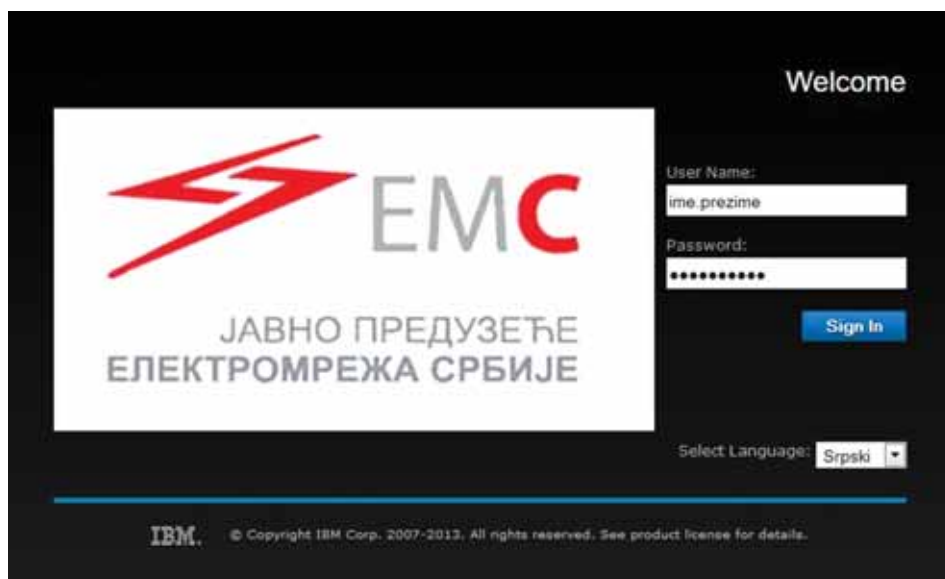 Welcome
ЕМС
ЈАВНО ПРЕДУЗЕЋЕ
ЕЛЕКТРОМРЕЖА СРБИЈЕ
User Name:
ime.prezime
Password:
••••••••••
Sign In
Select Language: Srpski
IBM. © Copyright IBM Corp. 2007-2013. All rights reserved. See product license for details.